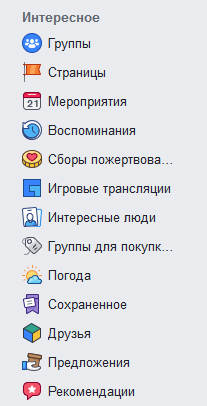 Интересное
Группы
Страницы
21 Мероприятия
Воспоминания
Сборы пожертвова...
Игровые трансляции
Интересные люди
Группы для покупк...
Погода
Сохраненное
Друзья
Предложения
Рекомендации